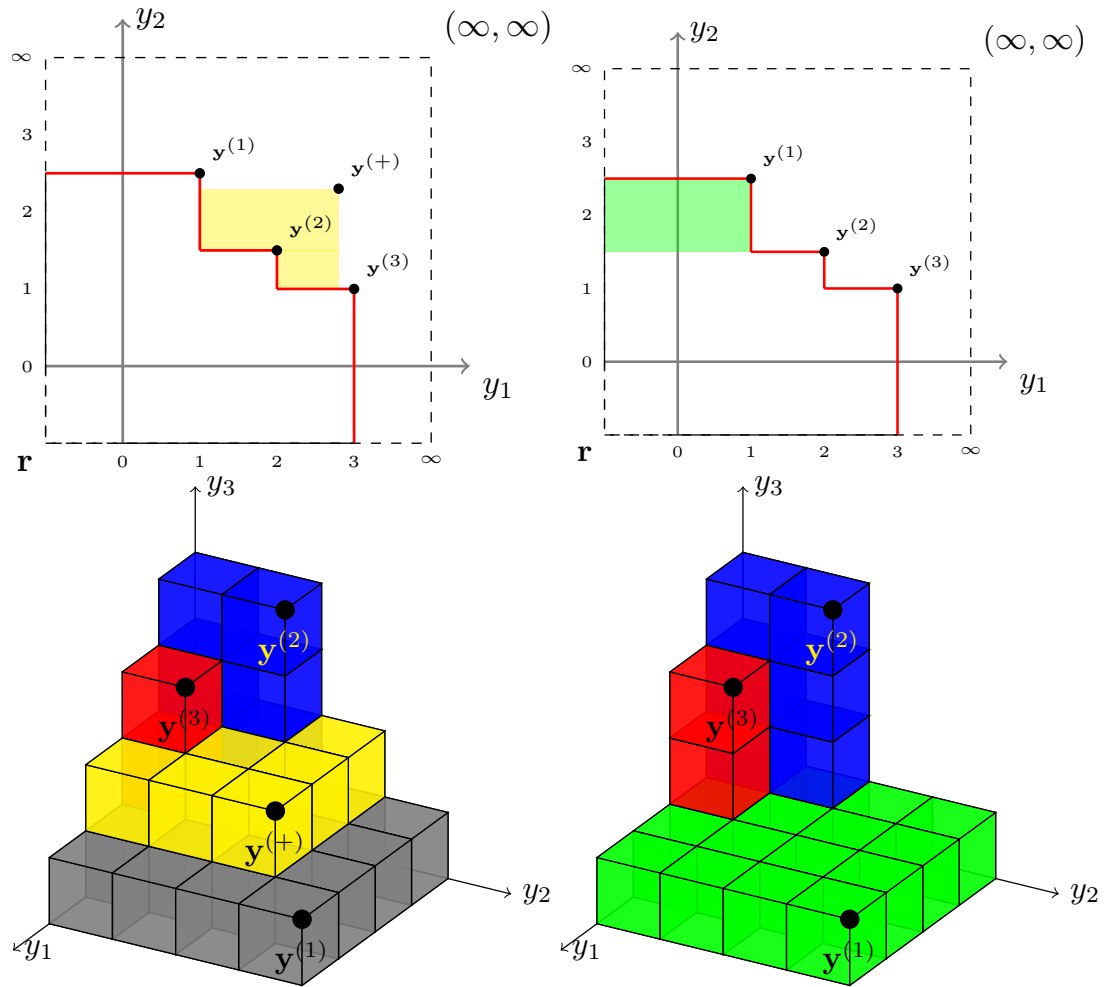 y₂
(∞, ∞)
∞
3
y⁽¹⁾
y⁽⁺⁾
2
y⁽²⁾
y⁽³⁾
1
0
y₁
r
0
1
2
3
∞
y₂
(∞, ∞)
∞
3
y⁽¹⁾
2
y⁽²⁾
y⁽³⁾
1
0
y₁
r
0
1
2
3
∞
y₃
y⁽²⁾
y⁽³⁾
y⁽⁺⁾
y₂
y₁
y⁽¹⁾
y₃
y⁽²⁾
y⁽³⁾
y₂
y₁
y⁽¹⁾